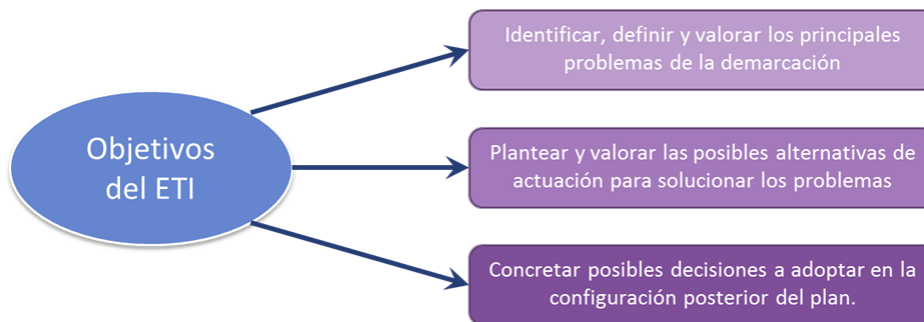 Objetivos
del ETI
Identificar, definir y valorar los principales
problemas de la demarcación
Plantear y valorar las posibles alternativas de
actuación para solucionar los problemas
Concretar posibles decisiones a adoptar en la
configuración posterior del plan.